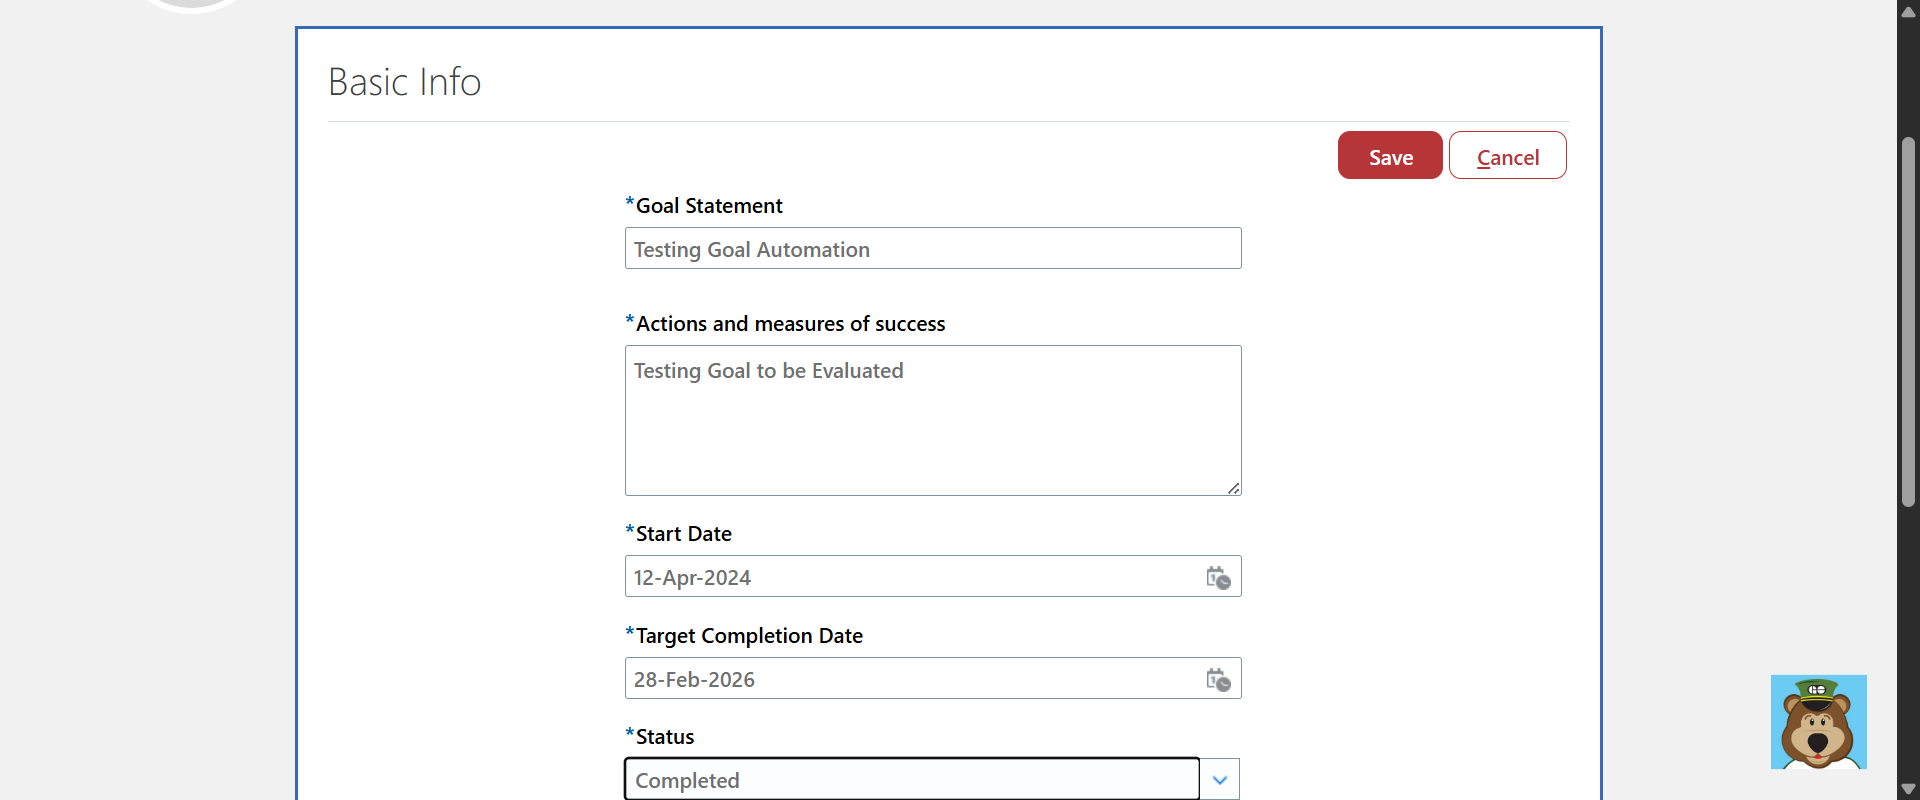 Basic Info
Save
Cancel
*Goal Statement
Testing Goal Automation
*Actions and measures of success
Testing Goal to be Evaluated
*Start Date
12-Apr-2024
*Target Completion Date
28-Feb-2026
*Status
Completed
GO